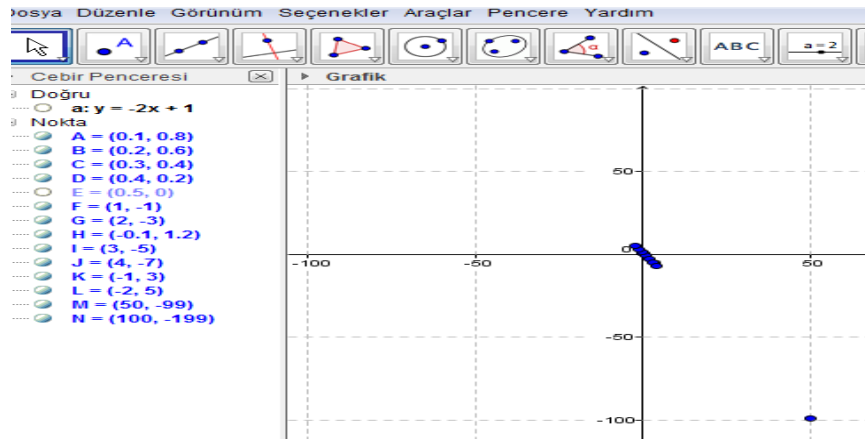 Dosya Düzenle Görünüm Seçenekler Araçlar Pencere Yardım
A
α
ABC
a = 2
Cebir Penceresi
Grafik
Doğru
a: y = -2x + 1
Nokta
A = (0.1, 0.8)
B = (0.2, 0.6)
C = (0.3, 0.4)
D = (0.4, 0.2)
E = (0.5, 0)
F = (1, -1)
G = (2, -3)
H = (-0.1, 1.2)
I = (3, -5)
J = (4, -7)
K = (-1, 3)
L = (-2, 5)
M = (50, -99)
N = (100, -199)
50
0
-100 -50 50
-50
-100